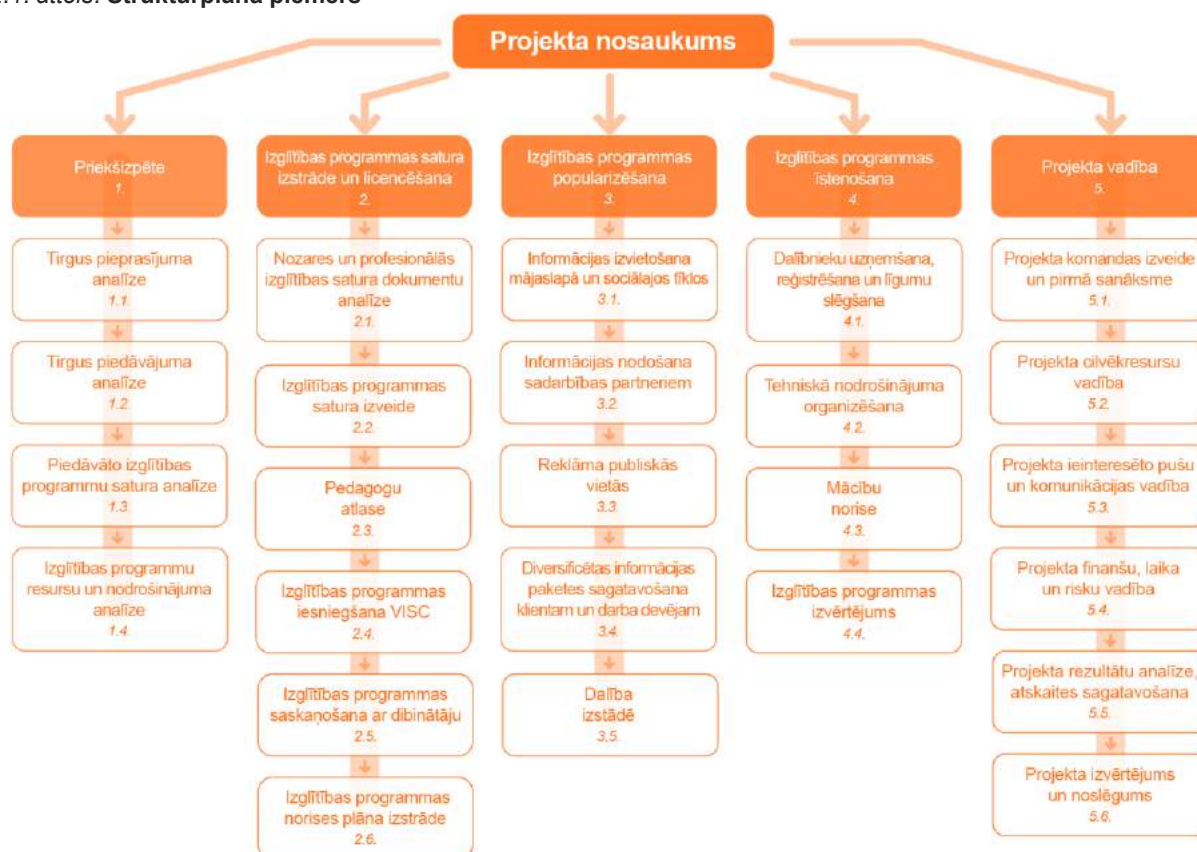 Strukturplāna piemērs
Projekta nosaukums
Priekšizpēte
1.
Tirgus pieprasījuma
analīze
1.1.
Tirgus piedāvājuma
analīze
1.2.
Piedāvāto izglītības
programmu satura analīze
1.3.
Izglītības programmu
resursu un nodrošinājuma
analīze
1.4.
Izglītības programmas satura
izstrāde un licencēšana
2.
Nozares un profesionālās
izglītības satura dokumentu
analīze
2.1.
Izglītības programmas
satura izveide
2.2.
Pedagogu
atlase
2.3.
Izglītības programmas
iesniegšana VISC
2.4.
Izglītības programmas
saskaņošana ar dibinātāju
2.5.
Izglītības programmas
norises plāna izstrāde
2.6.
Izglītības programmas
popularizēšana
3.
Informācijas izvietošana
mājaslapā un sociālajos tīklos
3.1.
Informācijas nodošana
sadarbības partneriem
3.2.
Reklāma publiskās
vietās
3.3.
Diversificētas informācijas
paketes sagatavošana
klientam un darba devējam
3.4.
Dalība
izstādē
3.5.
Izglītības programmas
īstenošana
4.
Dalībnieku uzņemšana,
reģistrēšana un līgumu
slēgšana
4.1.
Tehniskā nodrošinājuma
organizēšana
4.2.
Mācību
norise
4.3.
Izglītības programmas
izvērtējums
4.4.
Projekta vadība
5.
Projekta komandas izveide
un pirmā sanāksme
5.1.
Projekta cilvēkresursu
vadība
5.2.
Projekta ieinteresēto pušu
un komunikācijas vadība
5.3.
Projekta finanšu, laika
un risku vadība
5.4.
Projekta rezultātu analīze,
atskaites sagatavošana
5.5.
Projekta izvērtējums
un noslēgums
5.6.